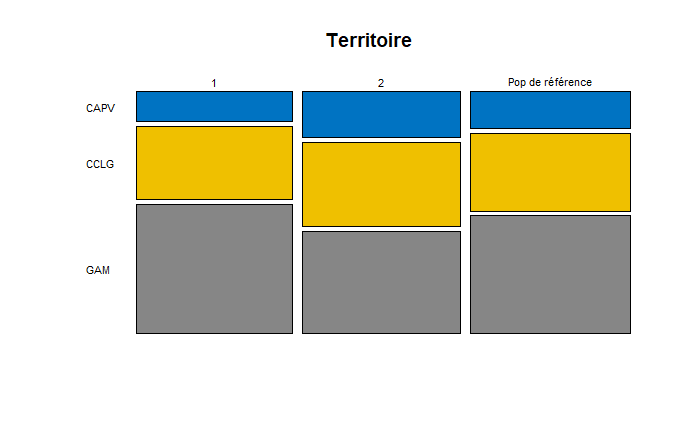 Territoire
1
2
Pop de référence
CAPV
CCLG
GAM